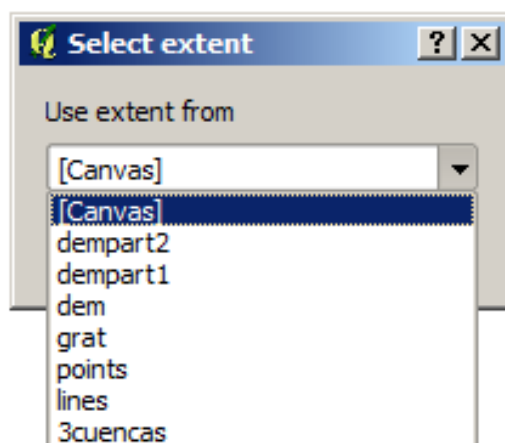 Select extent
Use extent from
[Canvas]
[Canvas]
dempart2
dempart1
dem
grat
points
lines
3cuencas